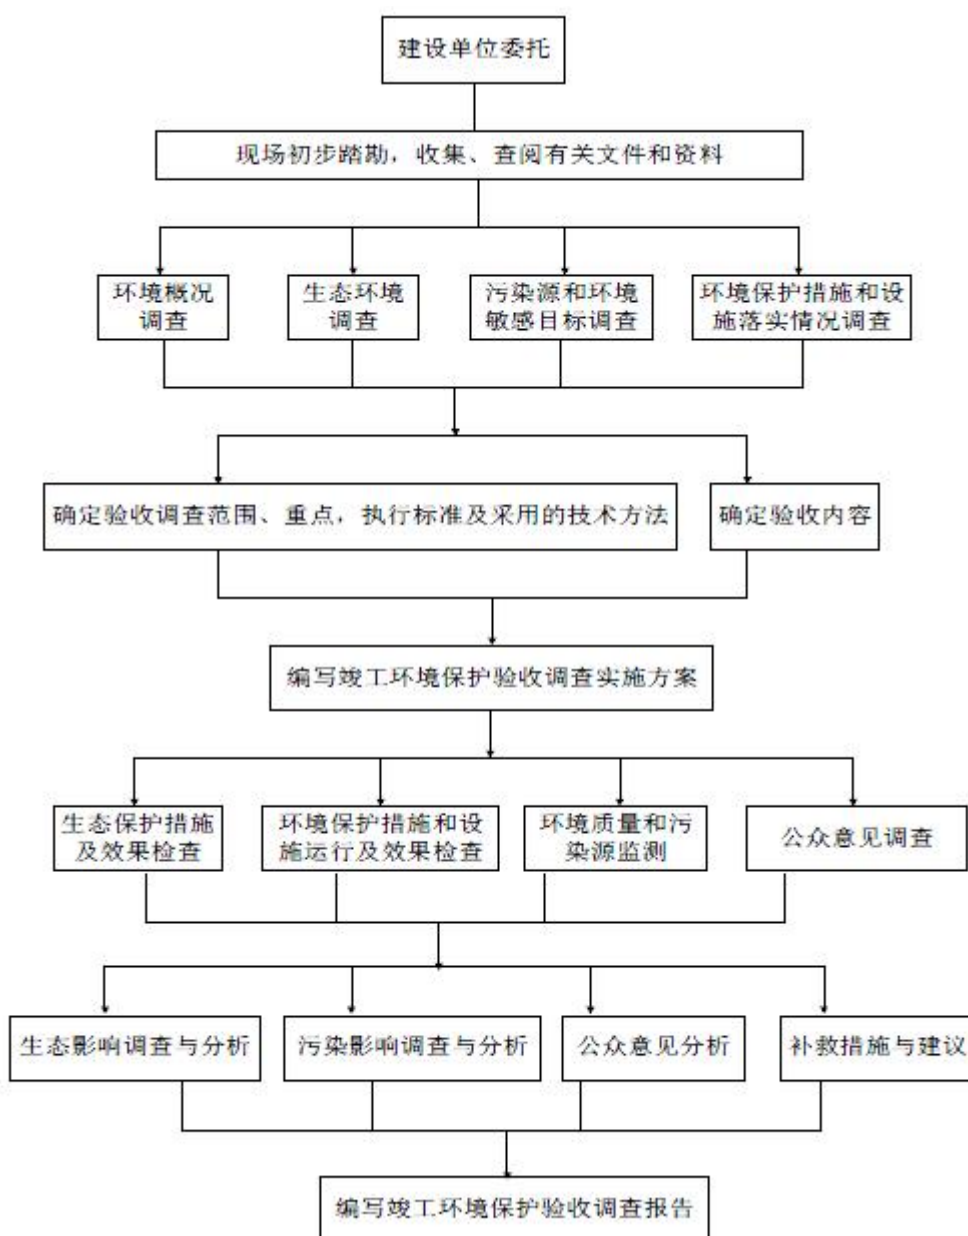 建设单位委托
现场初步踏勘，收集、查阅有关文件和资料
环境概况
调查
生态环境
调查
污染源和环境
敏感目标调查
环境保护措施和设
施落实情况调查
确定验收调查范围、重点，执行标准及采用的技术方法
确定验收内容
编写竣工环境保护验收调查实施方案
生态保护措施
及效果检查
环境保护措施和设
施运行及效果检查
环境质量和污
染源监测
公众意见调查
生态影响调查与分析
污染影响调查与分析
公众意见分析
补救措施与建议
编写竣工环境保护验收调查报告